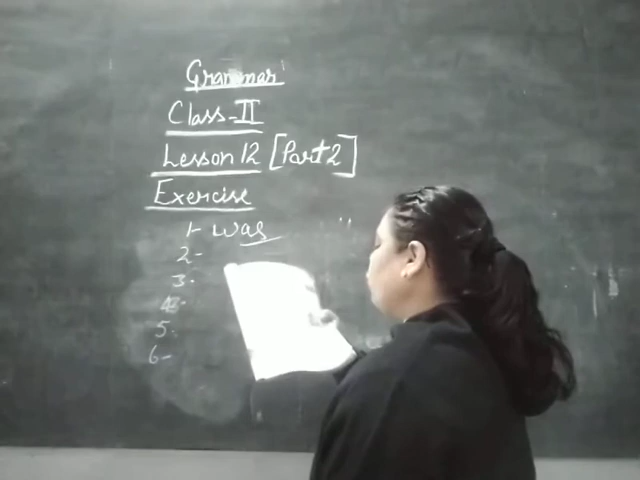 Grammar
Class-II
Lesson 12 [Part 2]
Exercise
1- was
2-
3-
4-
5-
6-